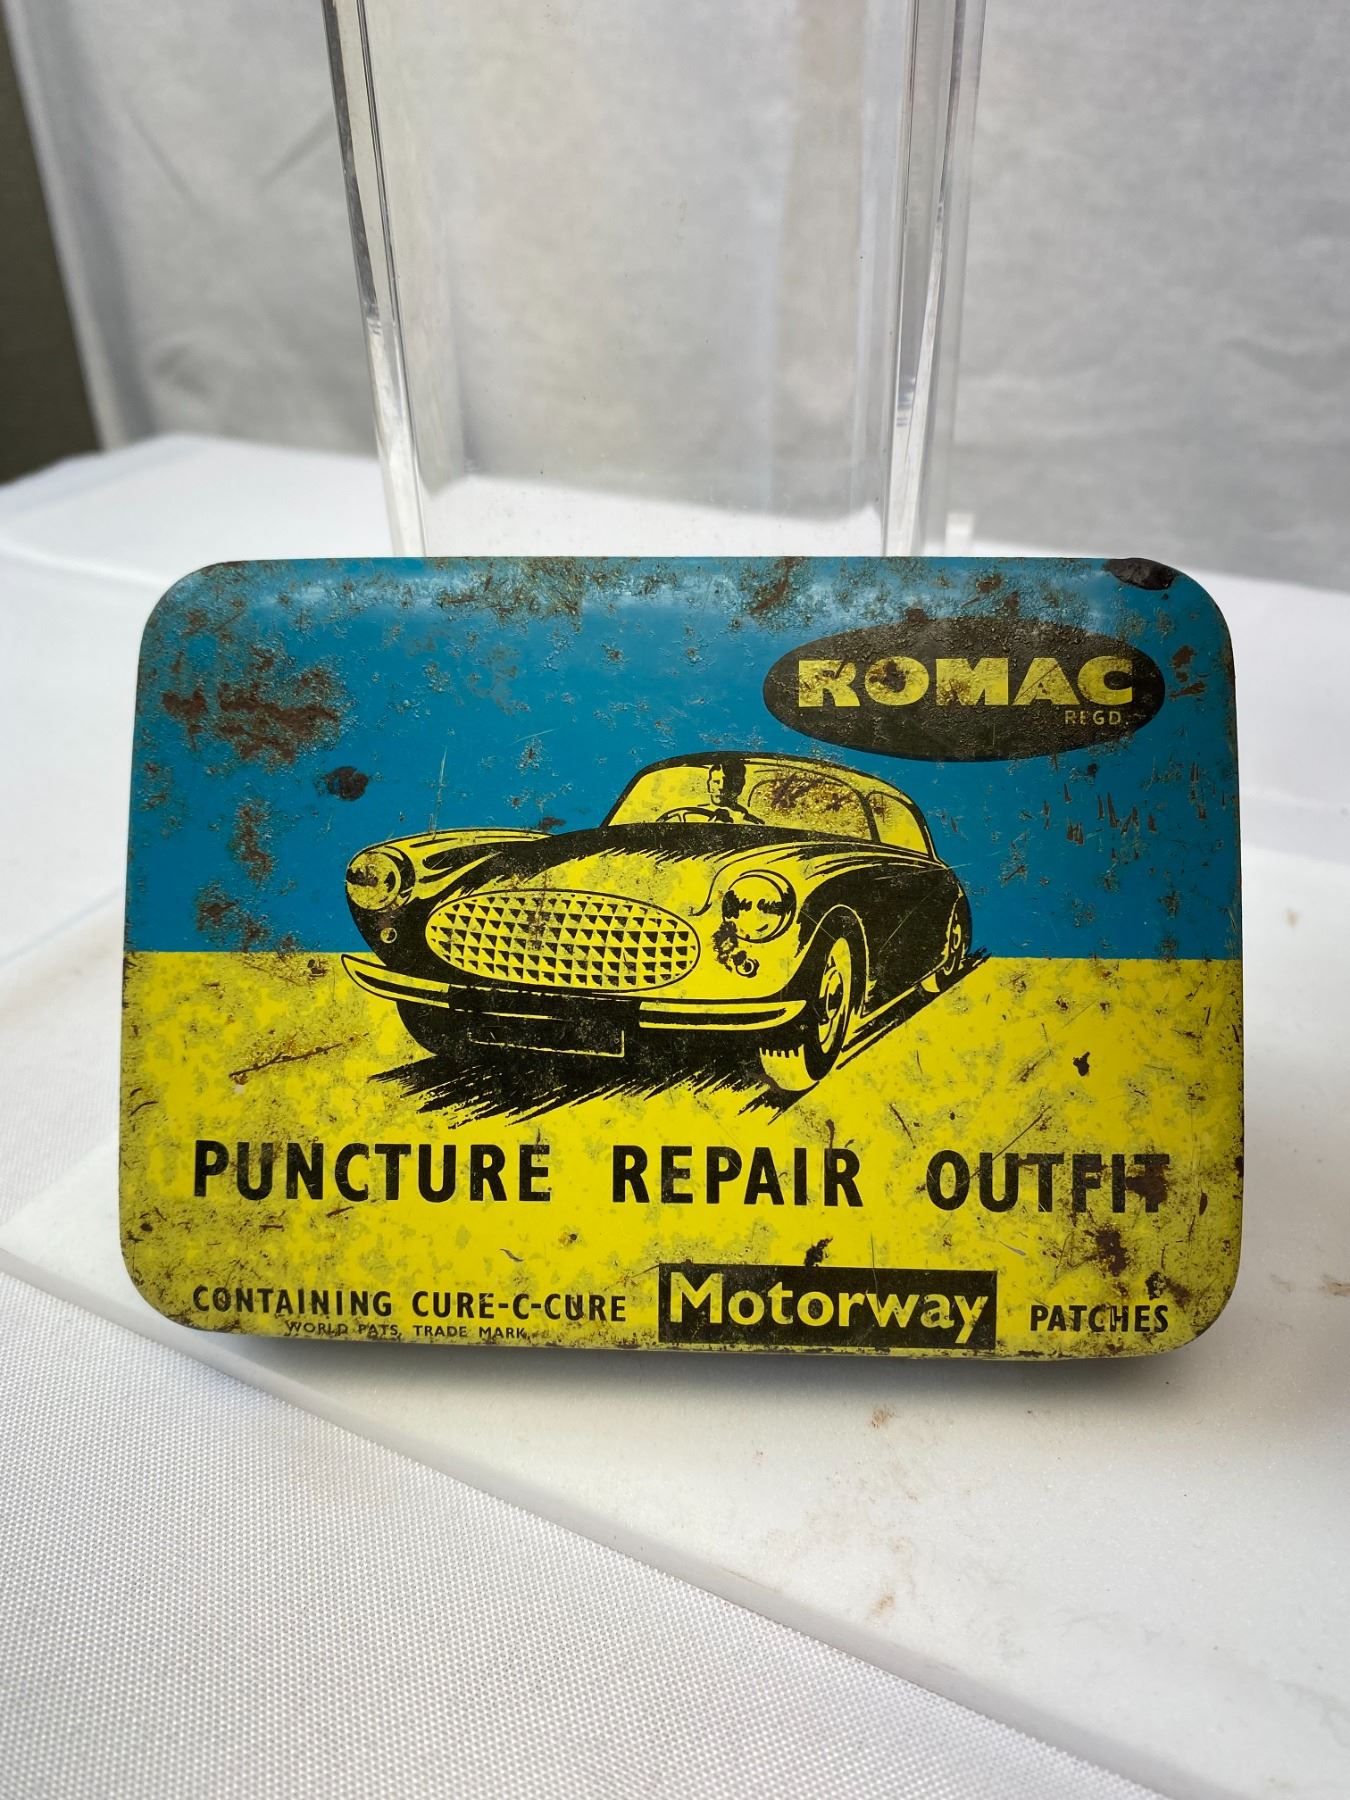 ROMAC
REGD.
PUNCTURE REPAIR OUTFIT
CONTAINING CURE-C-CURE Motorway PATCHES
WORLD PATS. TRADE MARK.